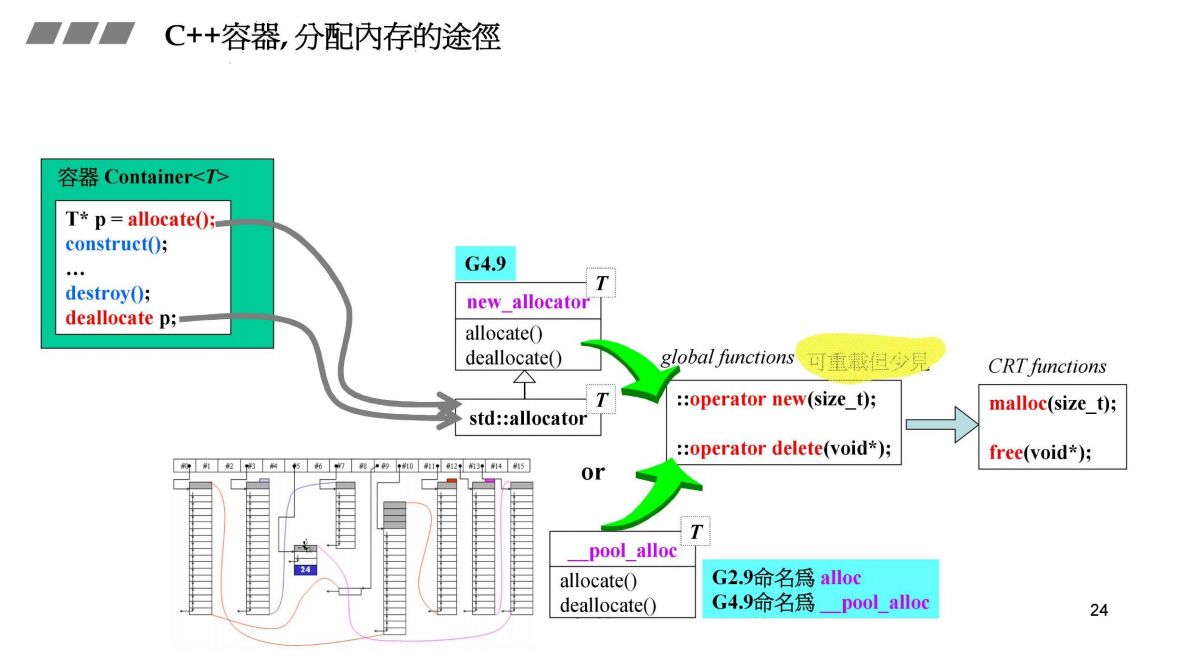 C++容器, 分配內存的途徑
容器 Container<T>
T* p = allocate();
construct();
…
destroy();
deallocate p;
G4.9
T
new_allocator
allocate()
deallocate()
T
std::allocator
global functions 可重載但少見
::operator new(size_t);
::operator delete(void*);
CRT functions
malloc(size_t);
free(void*);
or
#0 #1 #2 #3 #4 #5 #6 #7 #8 #9 #10 #11 #12 #13 #14 #15
24
T
__pool_alloc
allocate()
deallocate()
G2.9命名爲 alloc
G4.9命名爲 __pool_alloc
24